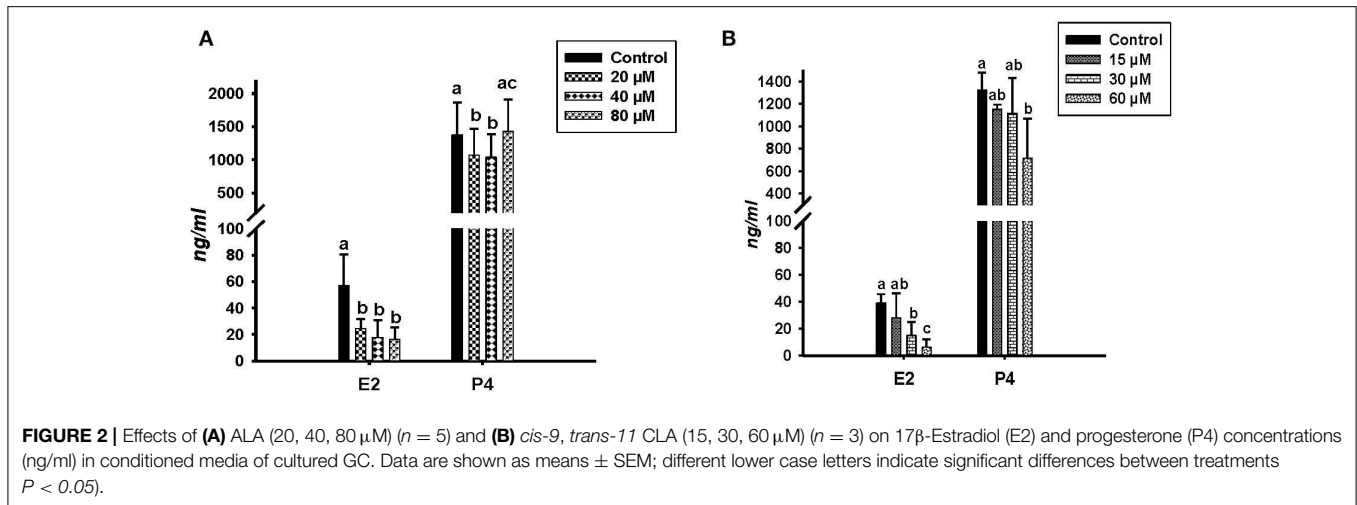 A
Control
20 µM
40 µM
80 µM
ng/ml
2000
1500
1000
500
100
80
60
40
20
0
a
b
b
b
a
b
b
ac
E2
P4
B
Control
15 µM
30 µM
60 µM
ng/ml
1400
1200
1000
800
600
400
100
80
60
40
20
0
a
ab
b
c
a
ab
ab
b
E2
P4
FIGURE 2 | Effects of (A) ALA (20, 40, 80 µM) (n = 5) and (B) cis-9, trans-11 CLA (15, 30, 60 µM) (n = 3) on 17β-Estradiol (E2) and progesterone (P4) concentrations
(ng/ml) in conditioned media of cultured GC. Data are shown as means ± SEM; different lower case letters indicate significant differences between treatments
P < 0.05).